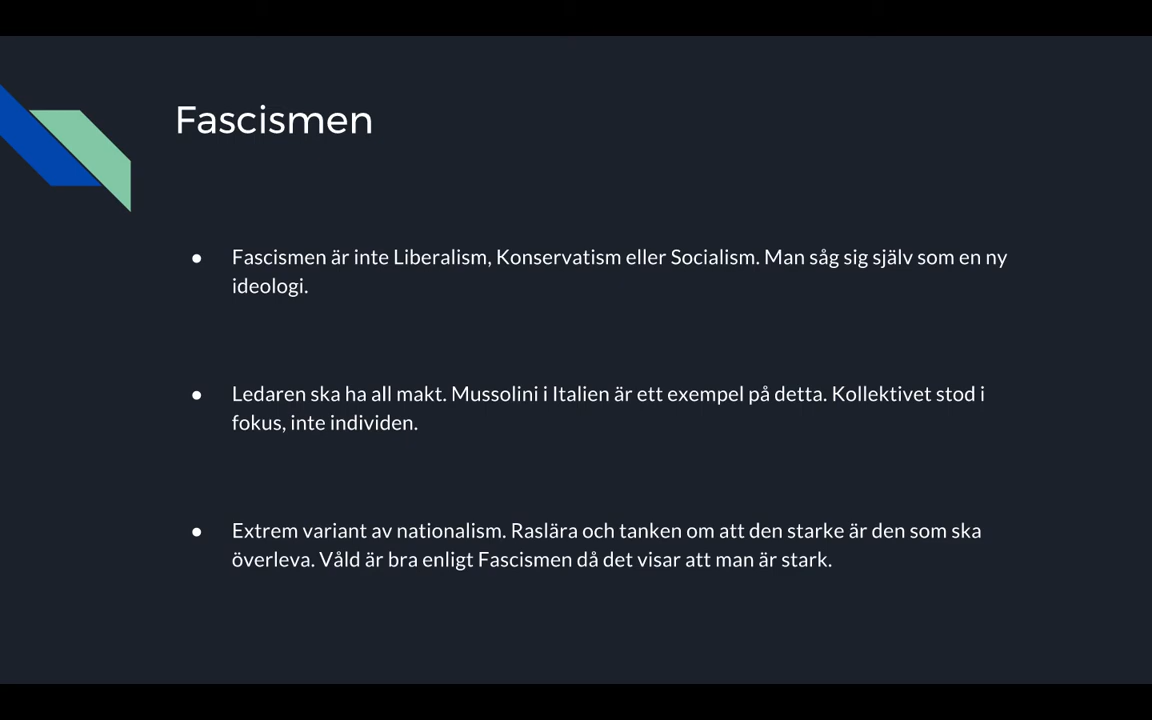 Fascismen
● Fascismen är inte Liberalism, Konservatism eller Socialism. Man såg sig själv som en ny
ideologi.
● Ledaren ska ha all makt. Mussolini i Italien är ett exempel på detta. Kollektivet stod i
fokus, inte individen.
● Extrem variant av nationalism. Raslära och tanken om att den starke är den som ska
överleva. Våld är bra enligt Fascismen då det visar att man är stark.